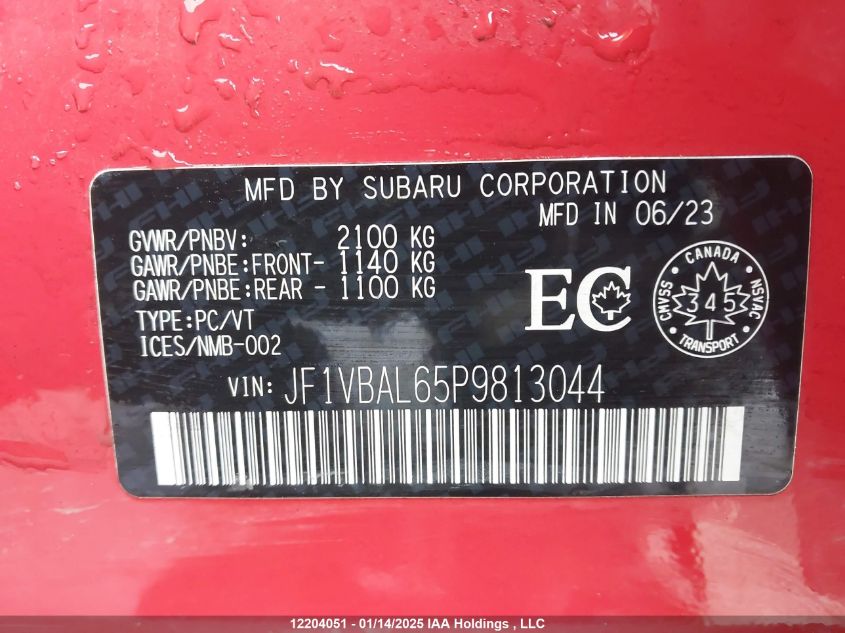 MFD BY SUBARU CORPORATION
MFD IN 06/23
GVWR/PNBV: 2100 KG
GAWR/PNBE:FRONT- 1140 KG
GAWR/PNBE:REAR - 1100 KG
TYPE:PC/VT
ICES/NMB-002
EC
CANADA
CMVSS 345 NSVAC
TRANSPORT
VIN: JF1VBAL65P9813044
12204051 - 01/14/2025 IAA Holdings , LLC